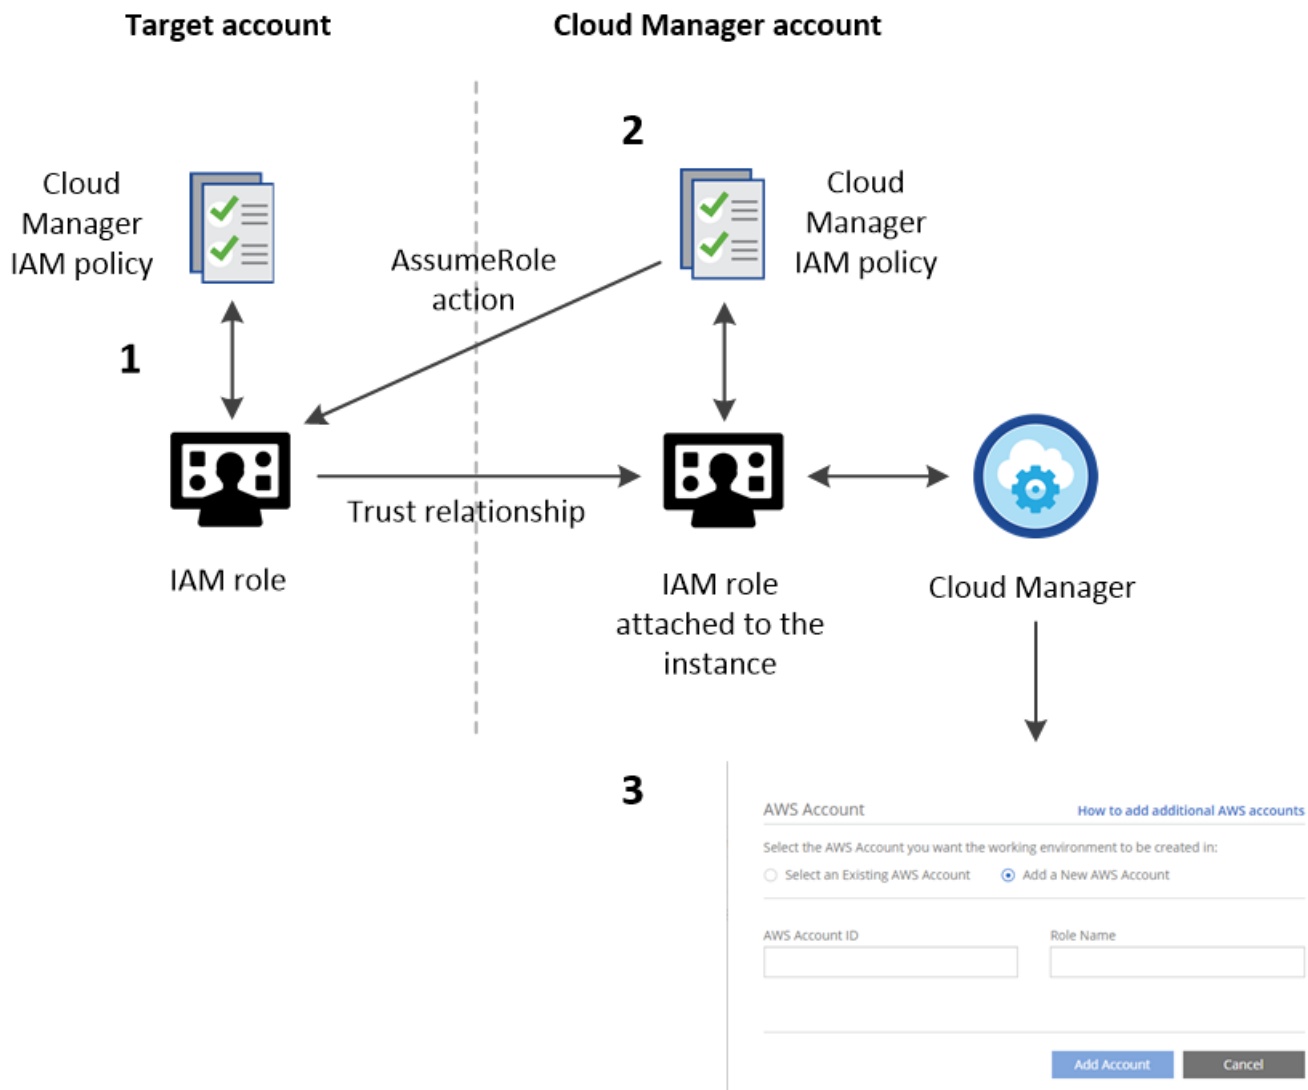 Target account
Cloud Manager account
2
Cloud
Manager
IAM policy
Cloud
Manager
IAM policy
AssumeRole
action
1
Trust relationship
IAM role
IAM role
attached to the
instance
Cloud Manager
3
AWS Account
How to add additional AWS accounts
Select the AWS Account you want the working environment to be created in:
Select an Existing AWS Account
Add a New AWS Account
AWS Account ID
Role Name
Add Account
Cancel